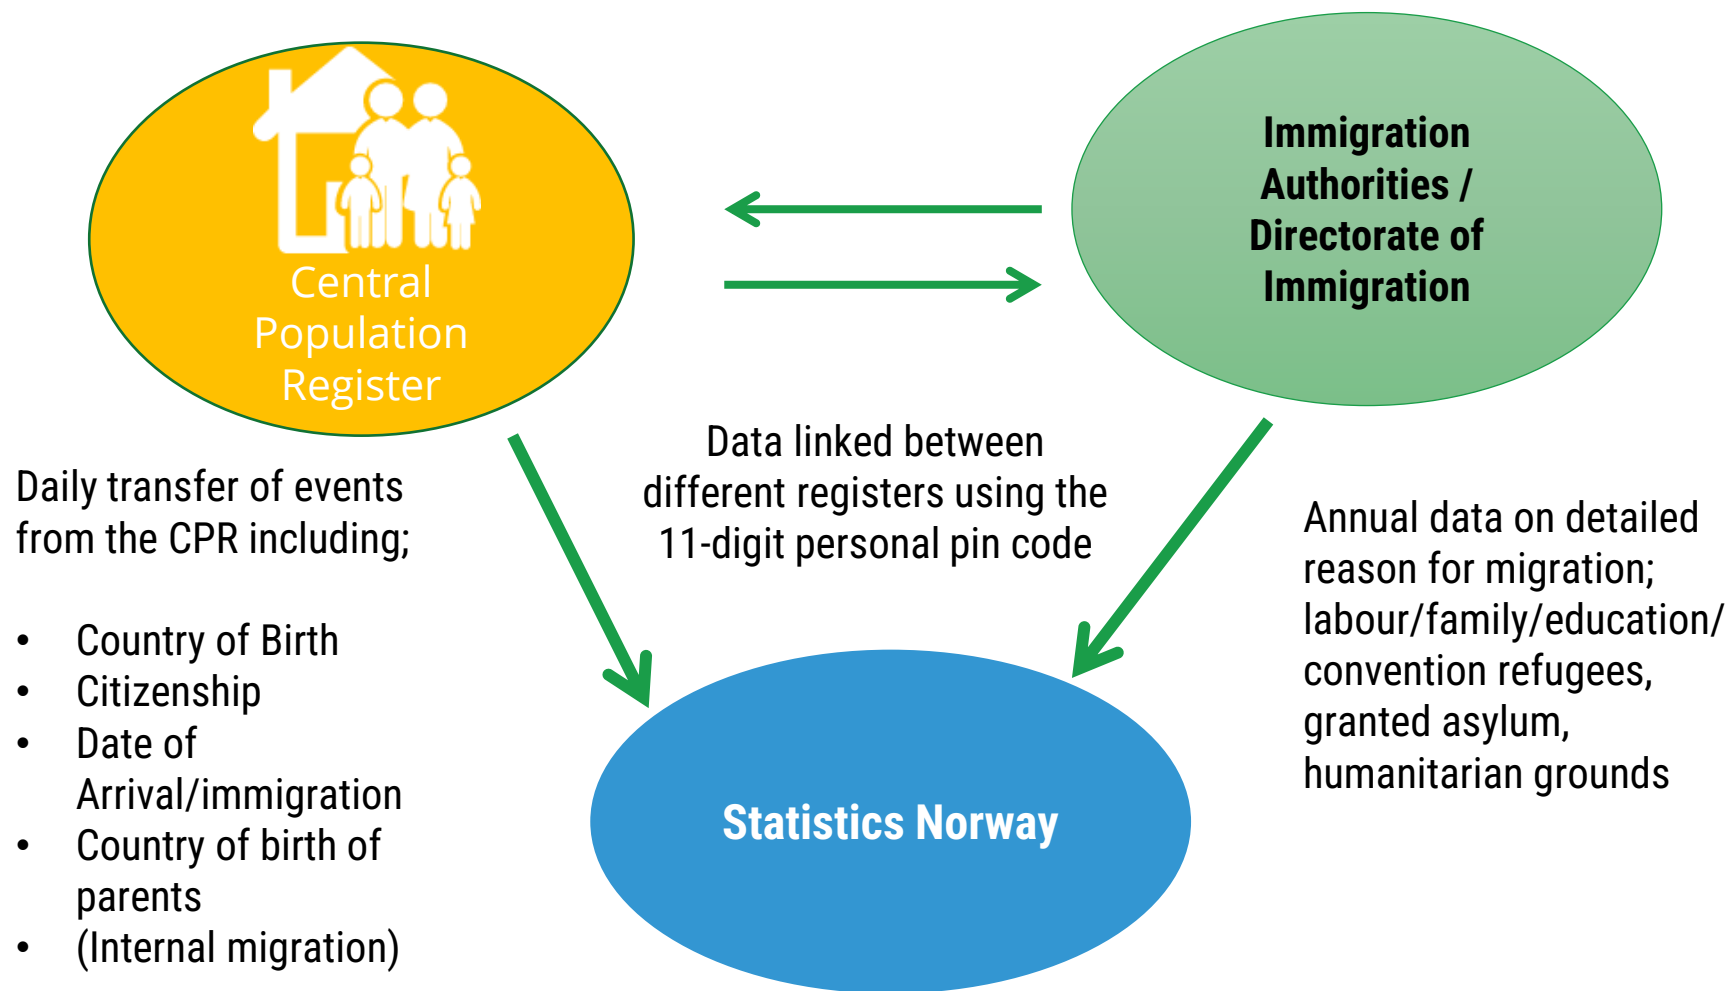 Central
Population
Register
Immigration
Authorities /
Directorate of
Immigration
Data linked between
different registers using the
11-digit personal pin code
Daily transfer of events
from the CPR including;
• Country of Birth
• Citizenship
• Date of
Arrival/immigration
• Country of birth of
parents
• (Internal migration)
Annual data on detailed
reason for migration;
labour/family/education/
convention refugees,
granted asylum,
humanitarian grounds
Statistics Norway